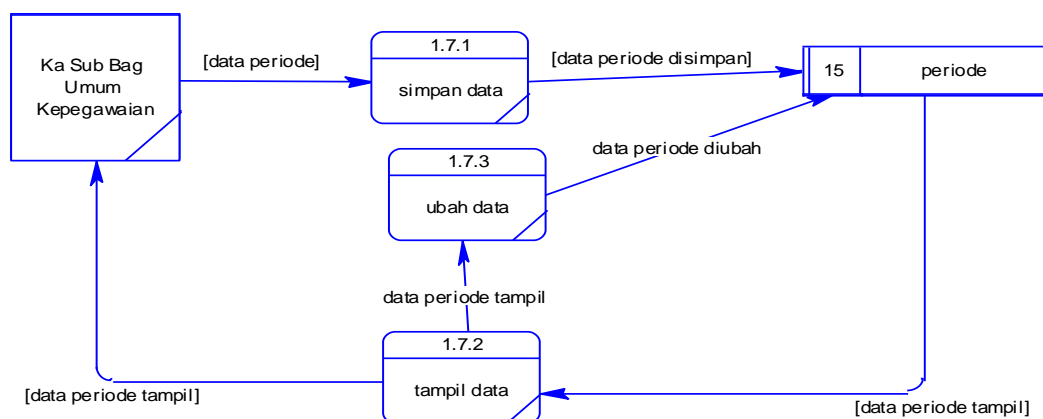 Ka Sub Bag
Umum
Kepegawaian
[data periode]
1.7.1
simpan data
[data periode disimpan]
15
periode
data periode diubah
1.7.3
ubah data
data periode tampil
1.7.2
tampil data
[data periode tampil]
[data periode tampil]